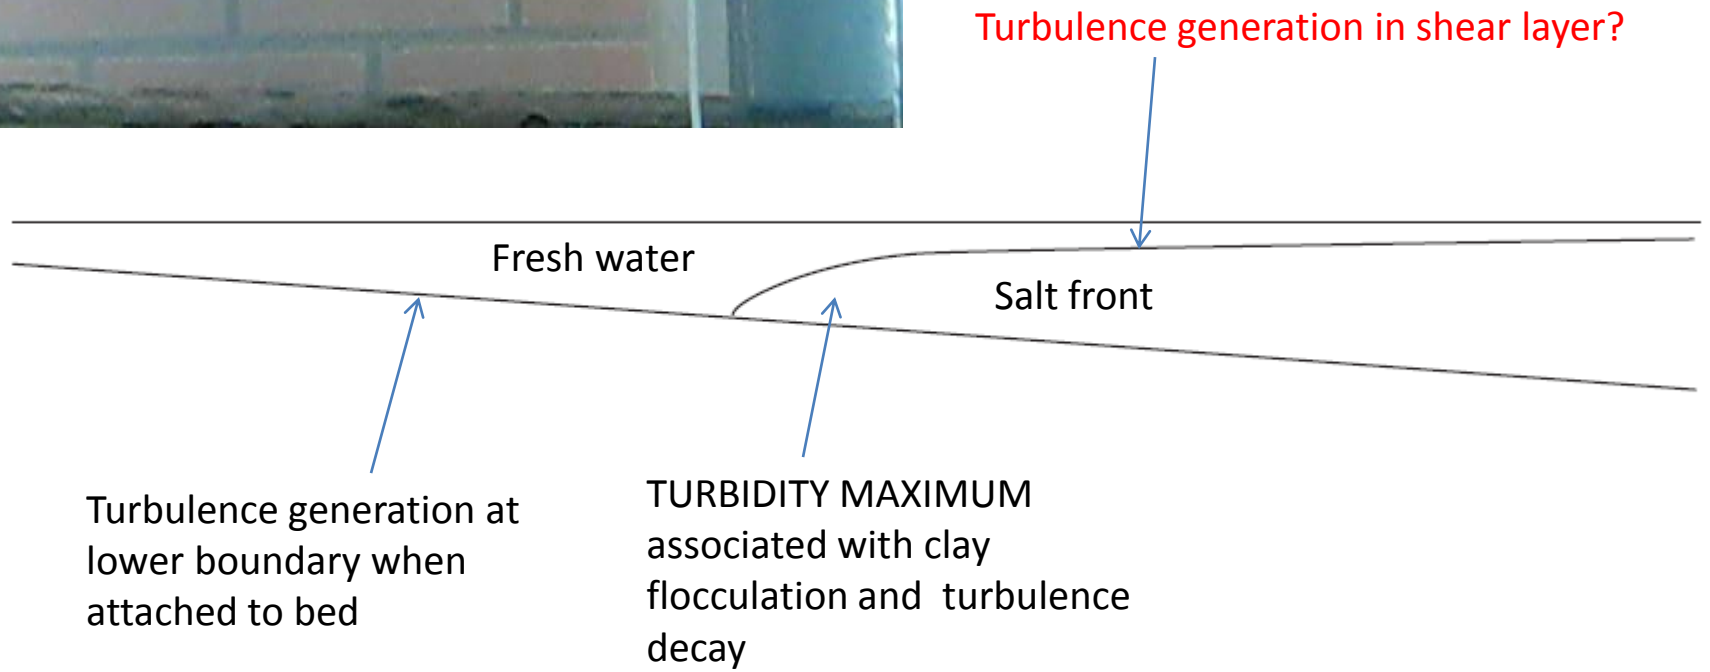 Turbulence generation in shear layer?
Fresh water
Salt front
Turbulence generation at
lower boundary when
attached to bed
TURBIDITY MAXIMUM
associated with clay
flocculation and  turbulence
decay